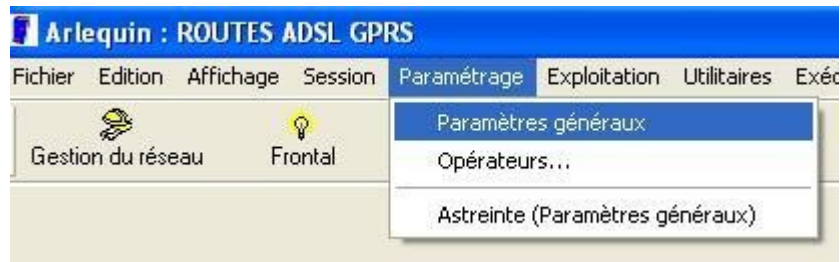 Arlequin : ROUTES ADSL GPRS
Fichier Edition Affichage Session Paramétrage Exploitation Utilitaires Exéc
Gestion du réseau Frontal
Paramètres généraux
Opérateurs...
Astreinte (Paramètres généraux)